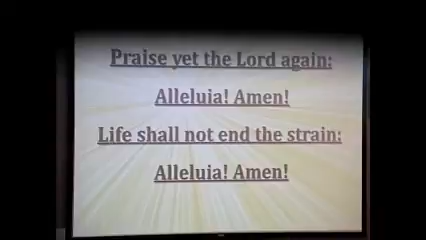 Praise yet the Lord again:
Alleluia! Amen!
Life shall not end the strain:
Alleluia! Amen!